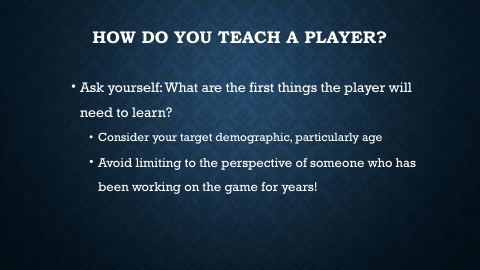 HOW DO YOU TEACH A PLAYER?
• Ask yourself: What are the first things the player will
need to learn?
• Consider your target demographic, particularly age
• Avoid limiting to the perspective of someone who has
been working on the game for years!